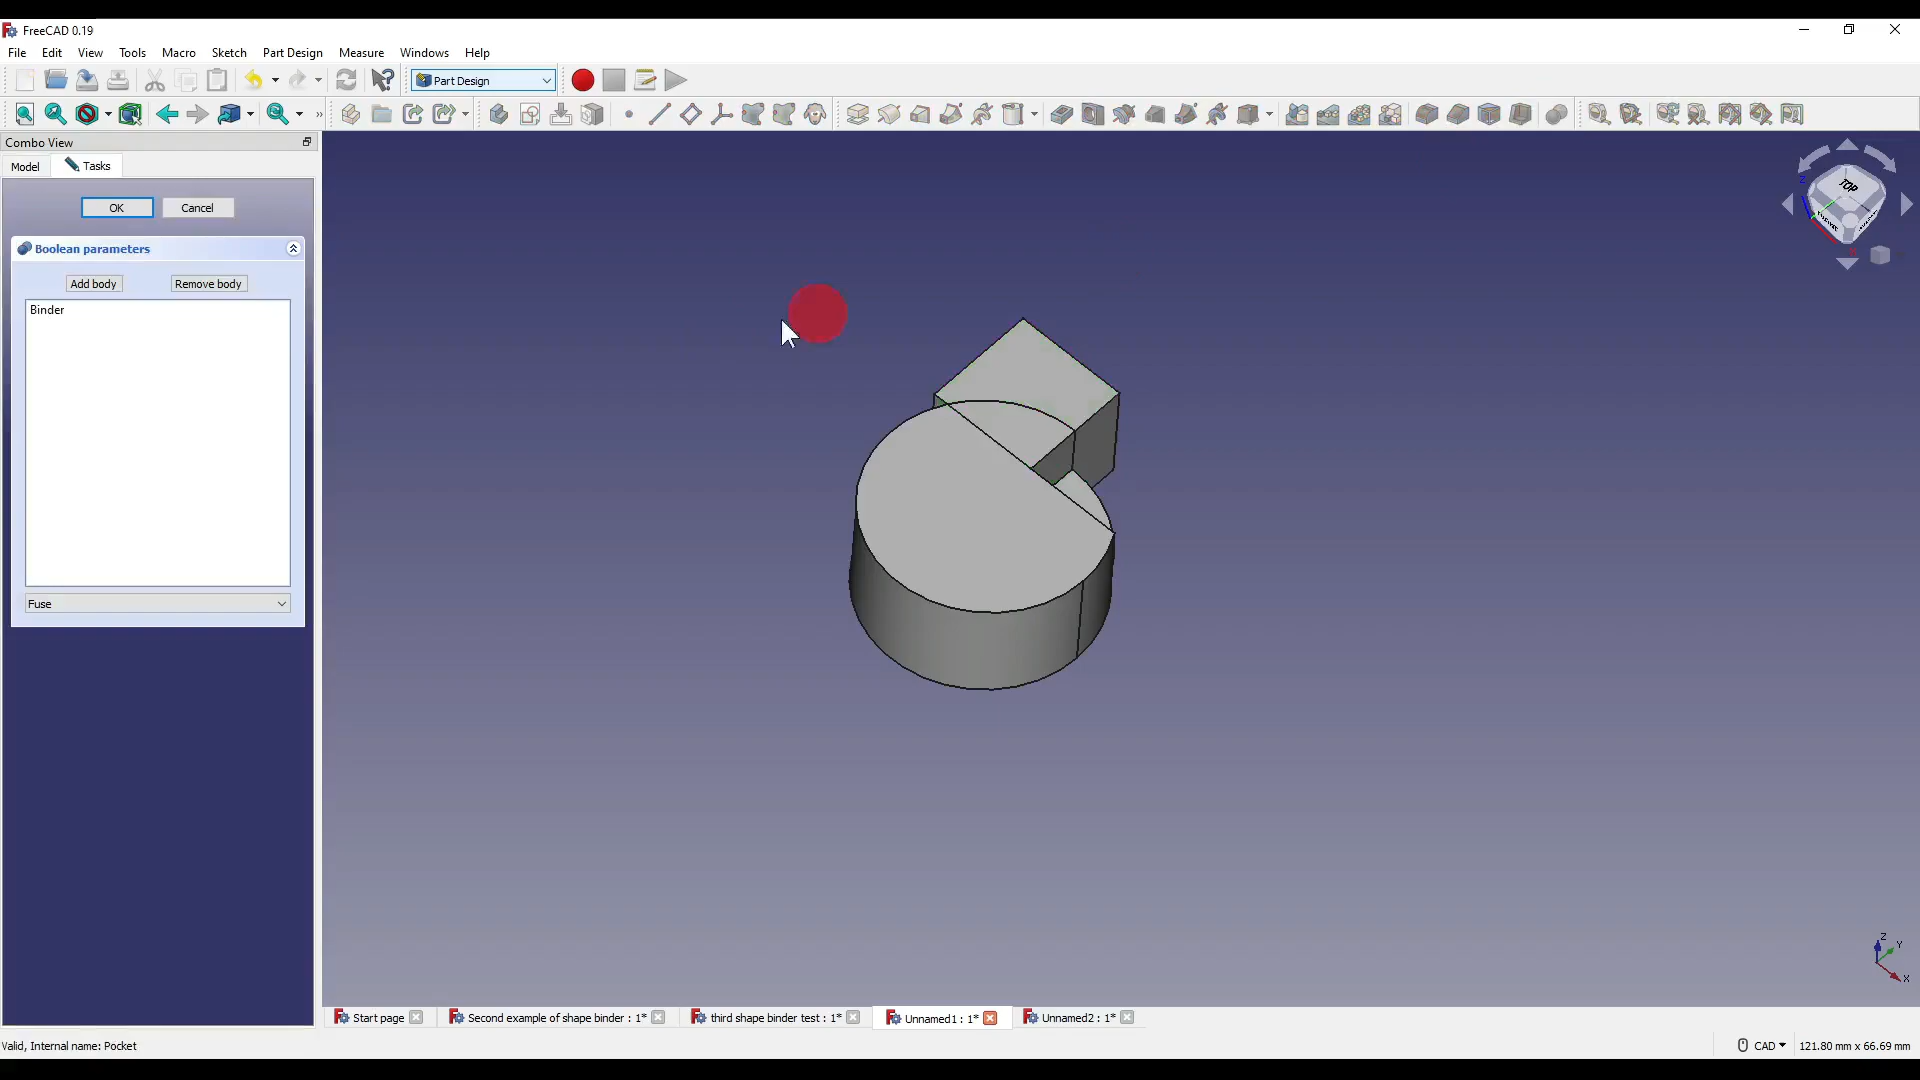 FreeCAD 0.19
File Edit View Tools Macro Sketch Part Design Measure Windows Help
Part Design
»
Combo View
Model Tasks
OK Cancel
Boolean parameters
Add body Remove body
Binder
Fuse
TOP
Z
X
Z
Y
X
Start page Second example of shape binder : 1* third shape binder test : 1* Unnamed1 : 1* Unnamed2 : 1*
Valid, Internal name: Pocket CAD 121.80 mm x 66.69 mm